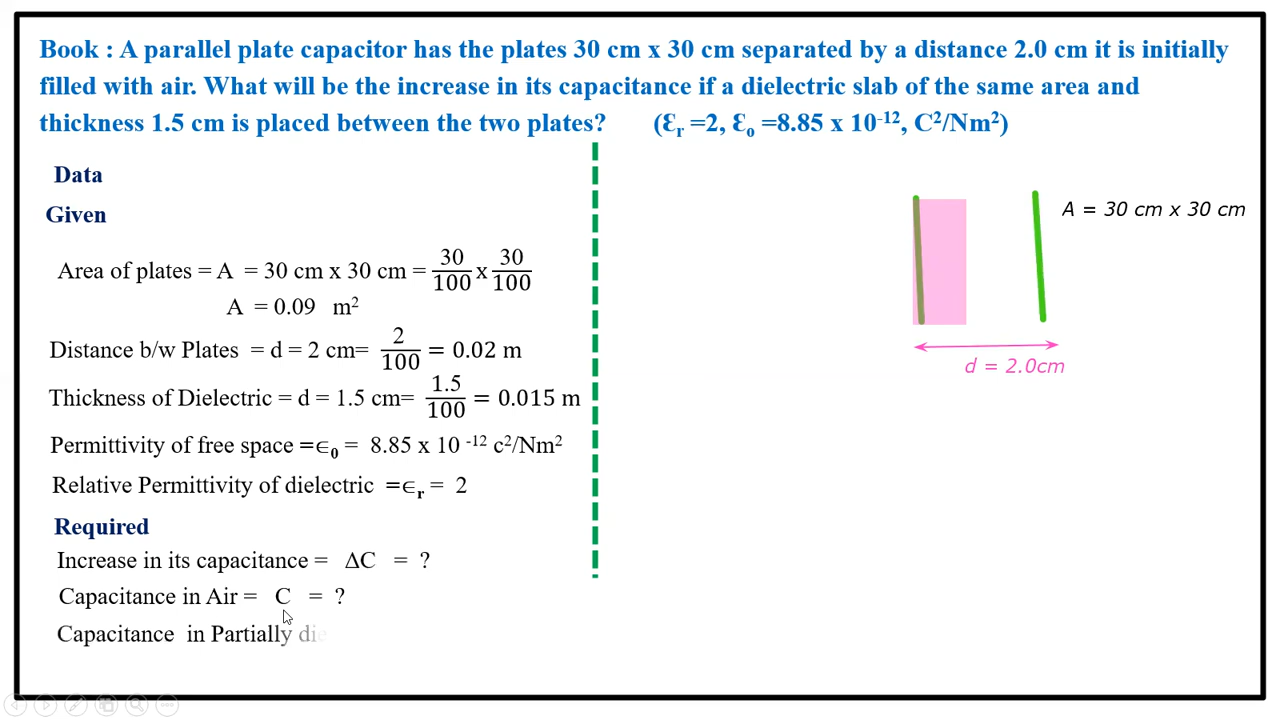 Book : A parallel plate capacitor has the plates 30 cm x 30 cm separated by a distance 2.0 cm it is initially
filled with air. What will be the increase in its capacitance if a dielectric slab of the same area and
thickness 1.5 cm is placed between the two plates? (Ɛr =2, Ɛo =8.85 x 10⁻¹², C²/Nm²)
Data
Given
Area of plates = A = 30 cm x 30 cm = 30/100 x 30/100
A = 0.09 m²
Distance b/w Plates = d = 2 cm= 2/100 = 0.02 m
Thickness of Dielectric = d = 1.5 cm= 1.5/100 = 0.015 m
Permittivity of free space =∈₀ = 8.85 x 10 ⁻¹² c²/Nm²
Relative Permittivity of dielectric =∈r = 2
Required
Increase in its capacitance = ΔC = ?
Capacitance in Air = C = ?
Capacitance in Partially die
A = 30 cm x 30 cm
d = 2.0cm